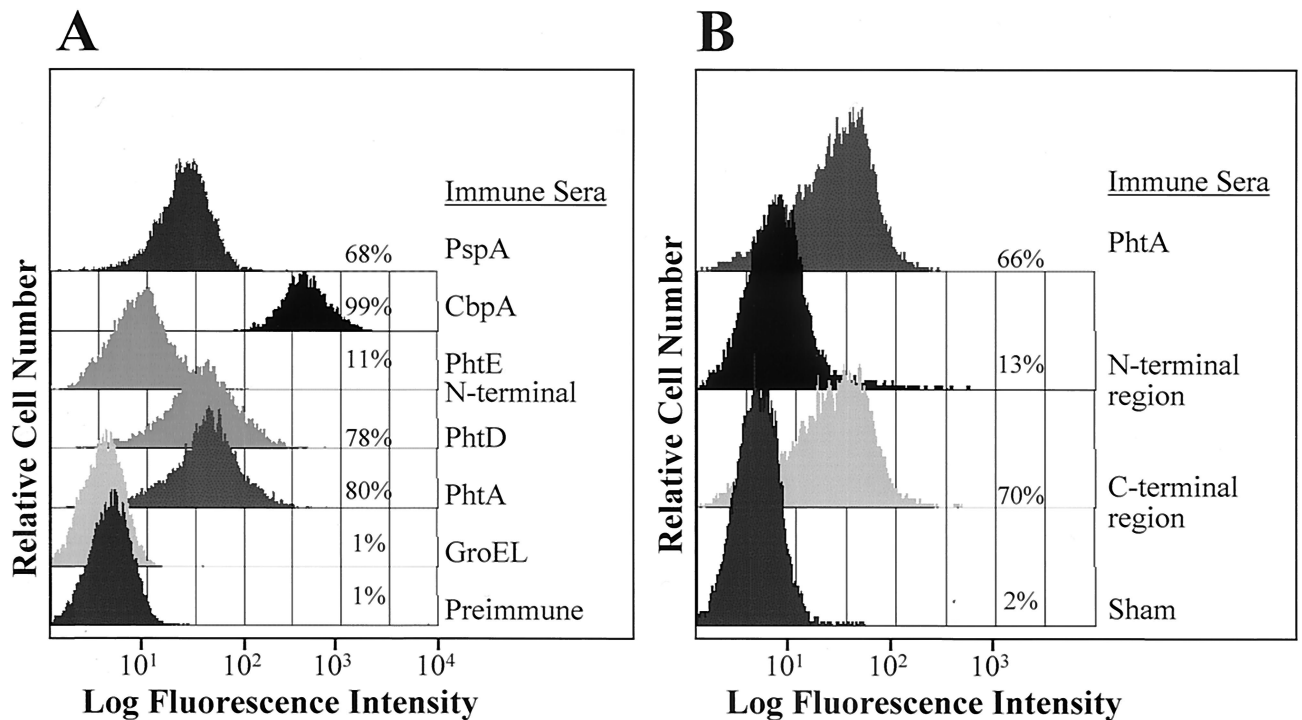 A
Relative Cell Number
Immune Sera
68% PspA
99% CbpA
11% PhtE
N-terminal
78% PhtD
80% PhtA
1% GroEL
1% Preimmune
10¹ 10² 10³ 10⁴
Log Fluorescence Intensity
B
Relative Cell Number
Immune Sera
66% PhtA
13% N-terminal
region
70% C-terminal
region
2% Sham
10¹ 10² 10³
Log Fluorescence Intensity